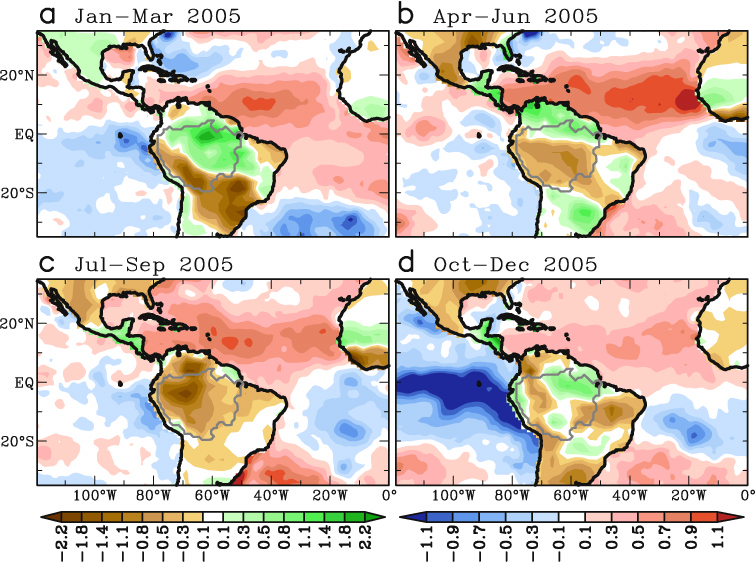 a Jan-Mar 2005
b Apr-Jun 2005
20°N
EQ
20°S
20°N
EQ
20°S
c Jul-Sep 2005
d Oct-Dec 2005
20°N
EQ
20°S
20°N
EQ
20°S
100°W 80°W 60°W 40°W 20°W 0°
100°W 80°W 60°W 40°W 20°W 0°
-2.2 -1.8 -1.4 -1.1 -0.8 -0.5 -0.3 -0.1 0.1 0.3 0.5 0.8 1.1 1.4 1.8 2.2
-1.1 -0.9 -0.7 -0.5 -0.3 -0.1 0.1 0.3 0.5 0.7 0.9 1.1